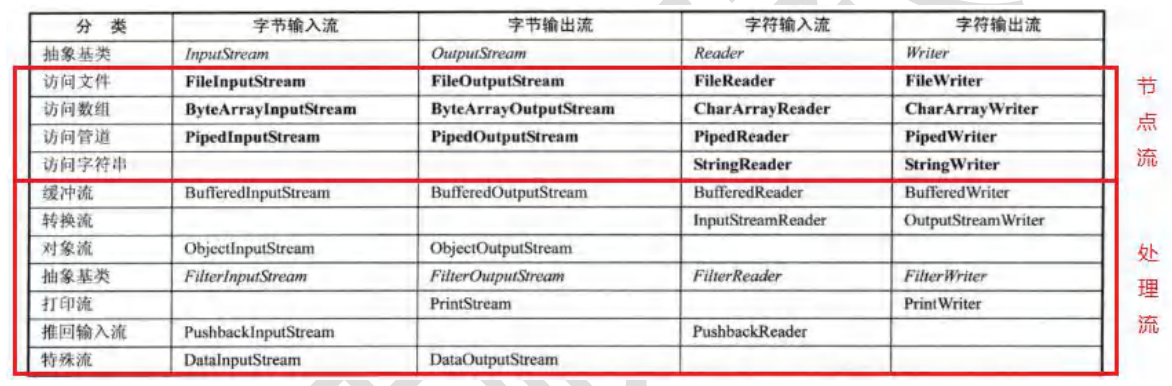 分 类 字节输入流 字节输出流 字符输入流 字符输出流
抽象基类 InputStream OutputStream Reader Writer
访问文件 FileInputStream FileOutputStream FileReader FileWriter
访问数组 ByteArrayInputStream ByteArrayOutputStream CharArrayReader CharArrayWriter
访问管道 PipedInputStream PipedOutputStream PipedReader PipedWriter
访问字符串 StringReader StringWriter
节点流
缓冲流 BufferedInputStream BufferedOutputStream BufferedReader BufferedWriter
转换流 InputStreamReader OutputStreamWriter
对象流 ObjectInputStream ObjectOutputStream
抽象基类 FilterInputStream FilterOutputStream FilterReader FilterWriter
打印流 PrintStream PrintWriter
推回输入流 PushbackInputStream PushbackReader
特殊流 DataInputStream DataOutputStream
处理流